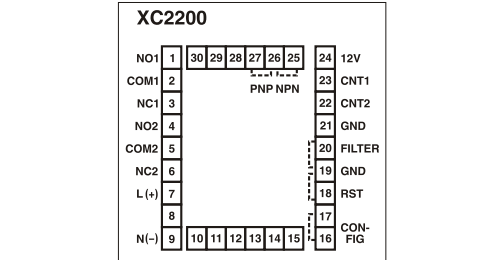 XC2200
NO1 1 30 29 28 27 26 25 24 12V
PNP NPN
COM1 2 23 CNT1
NC1 3 22 CNT2
NO2 4 21 GND
COM2 5 20 FILTER
NC2 6 19 GND
L(+) 7 18 RST
8 17 CON-
N(−) 9 10 11 12 13 14 15 16 FIG